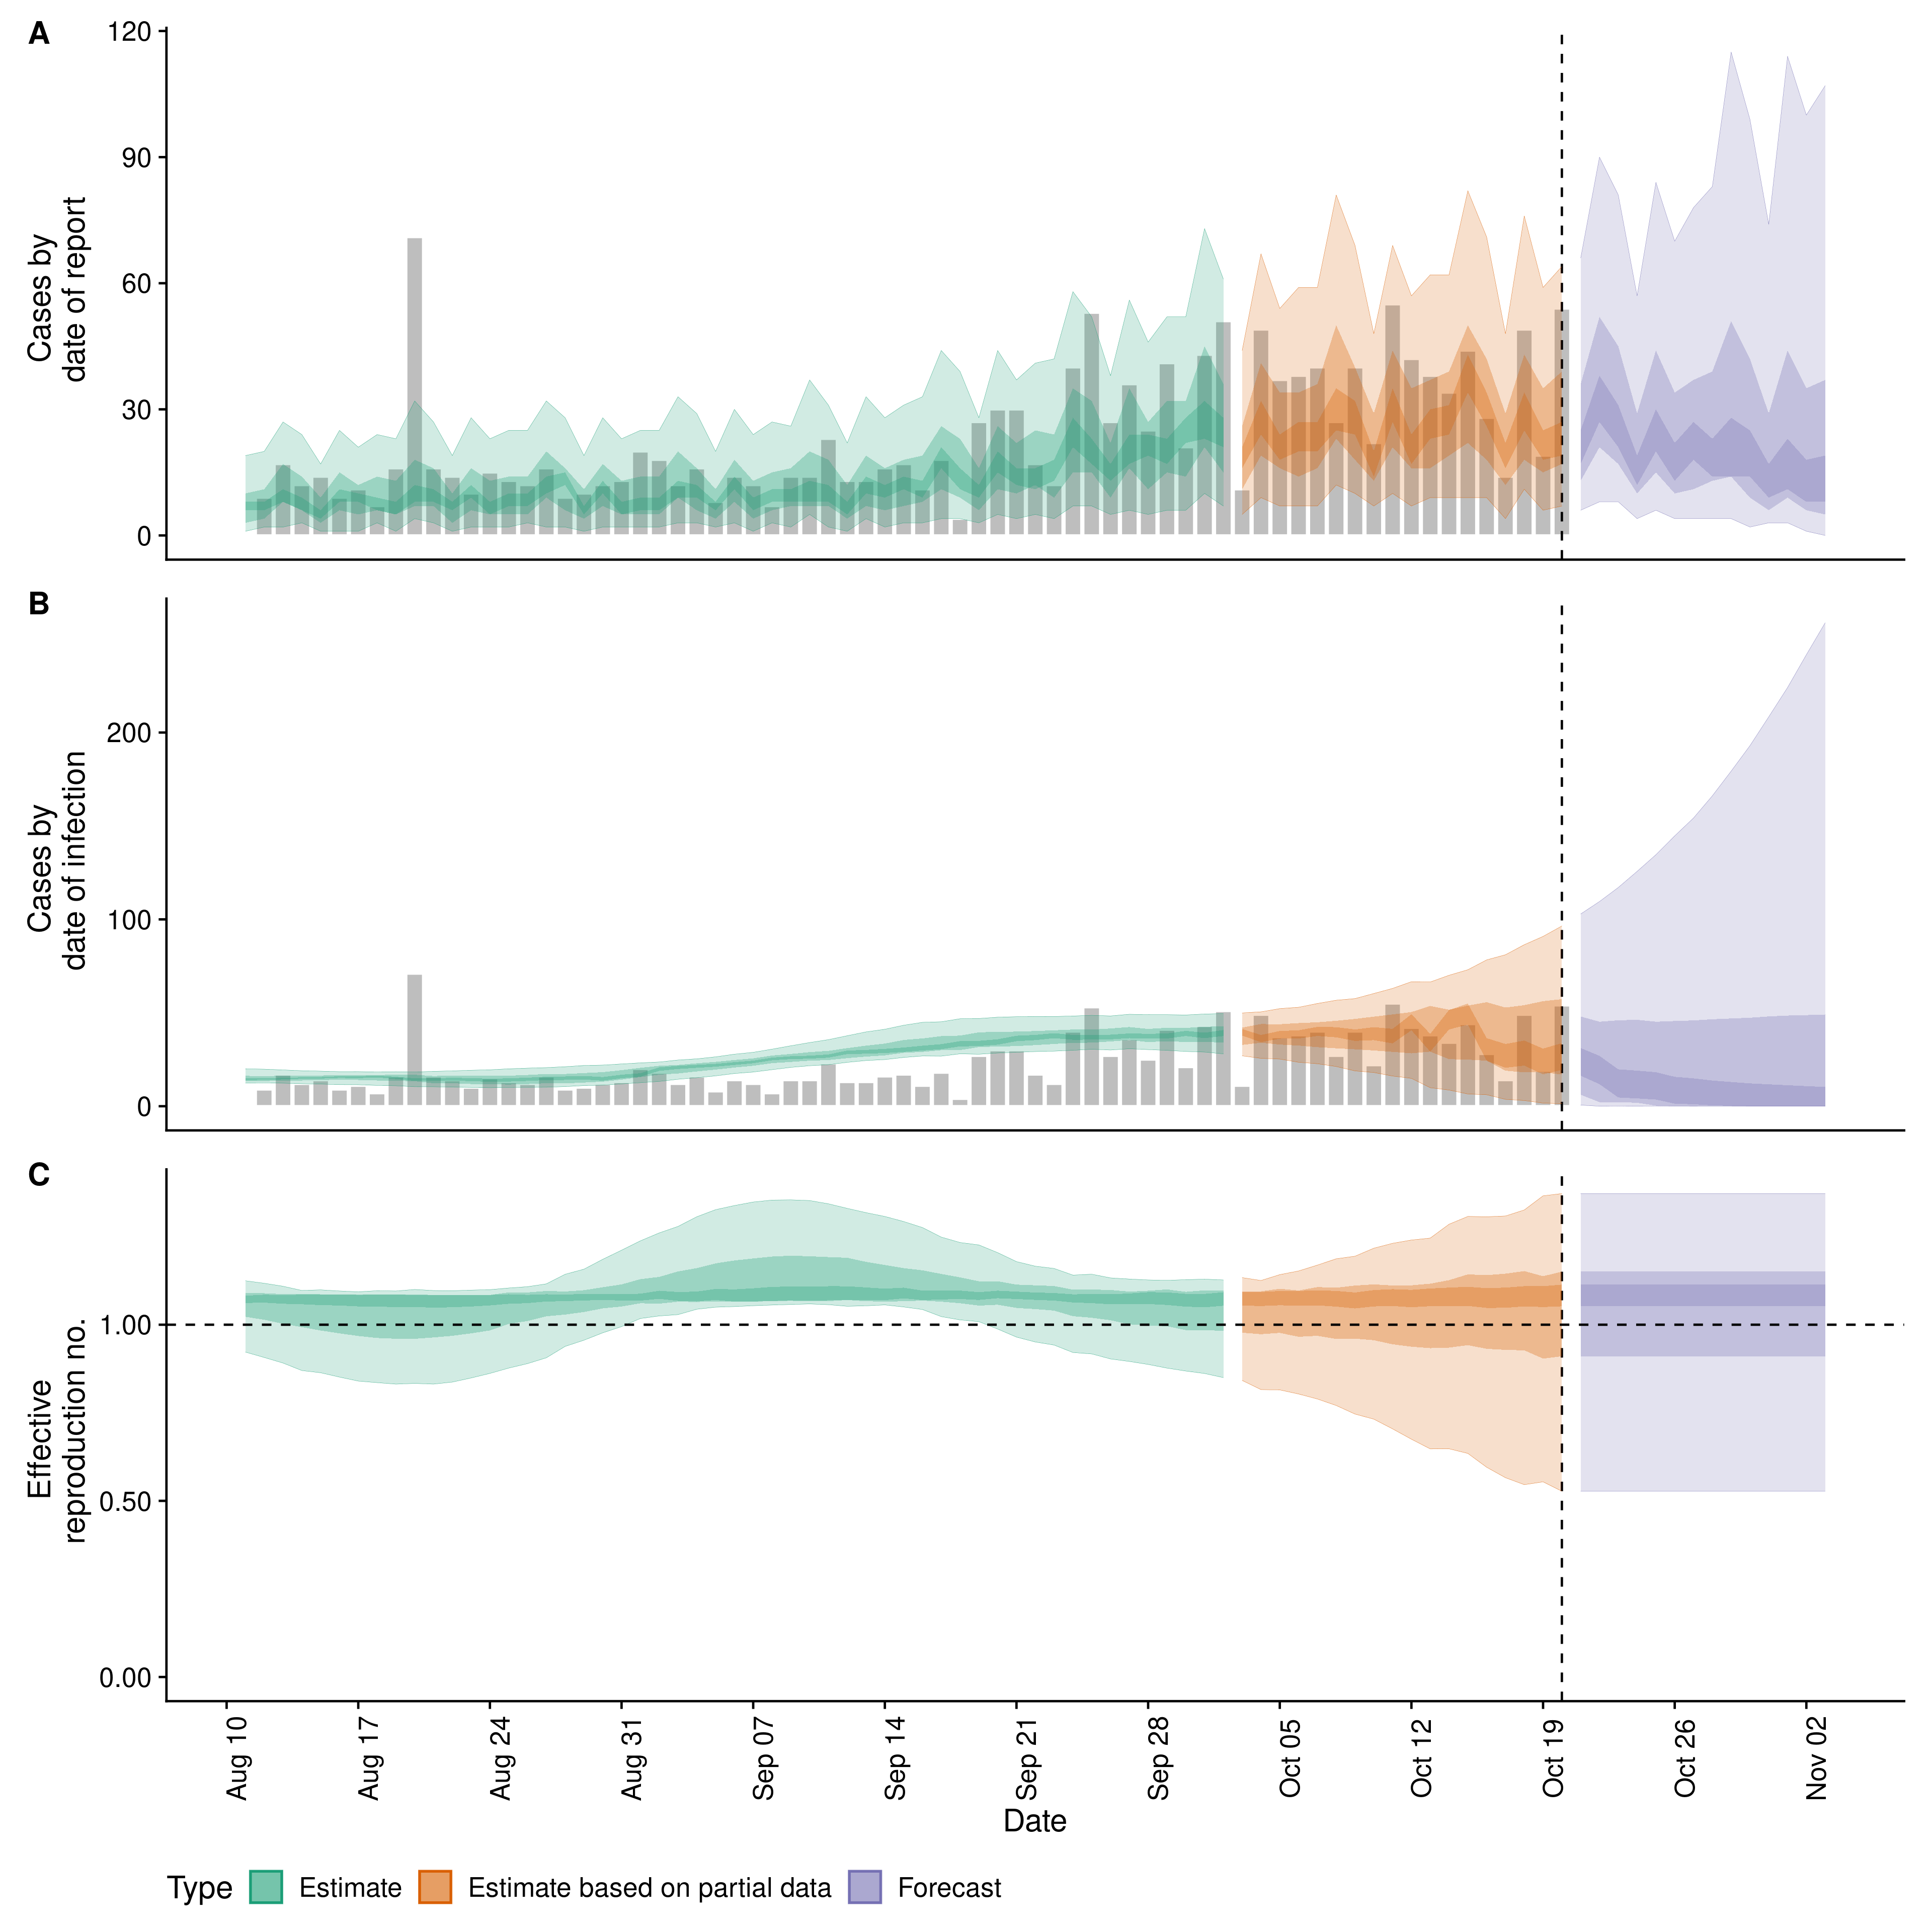 A
Cases by
date of report
120
90
60
30
0
B
Cases by
date of infection
200
100
0
C
Effective
reproduction no.
1.00
0.50
0.00
Aug 10
Aug 17
Aug 24
Aug 31
Sep 07
Sep 14
Sep 21
Sep 28
Oct 05
Oct 12
Oct 19
Oct 26
Nov 02
Date
Type Estimate Estimate based on partial data Forecast